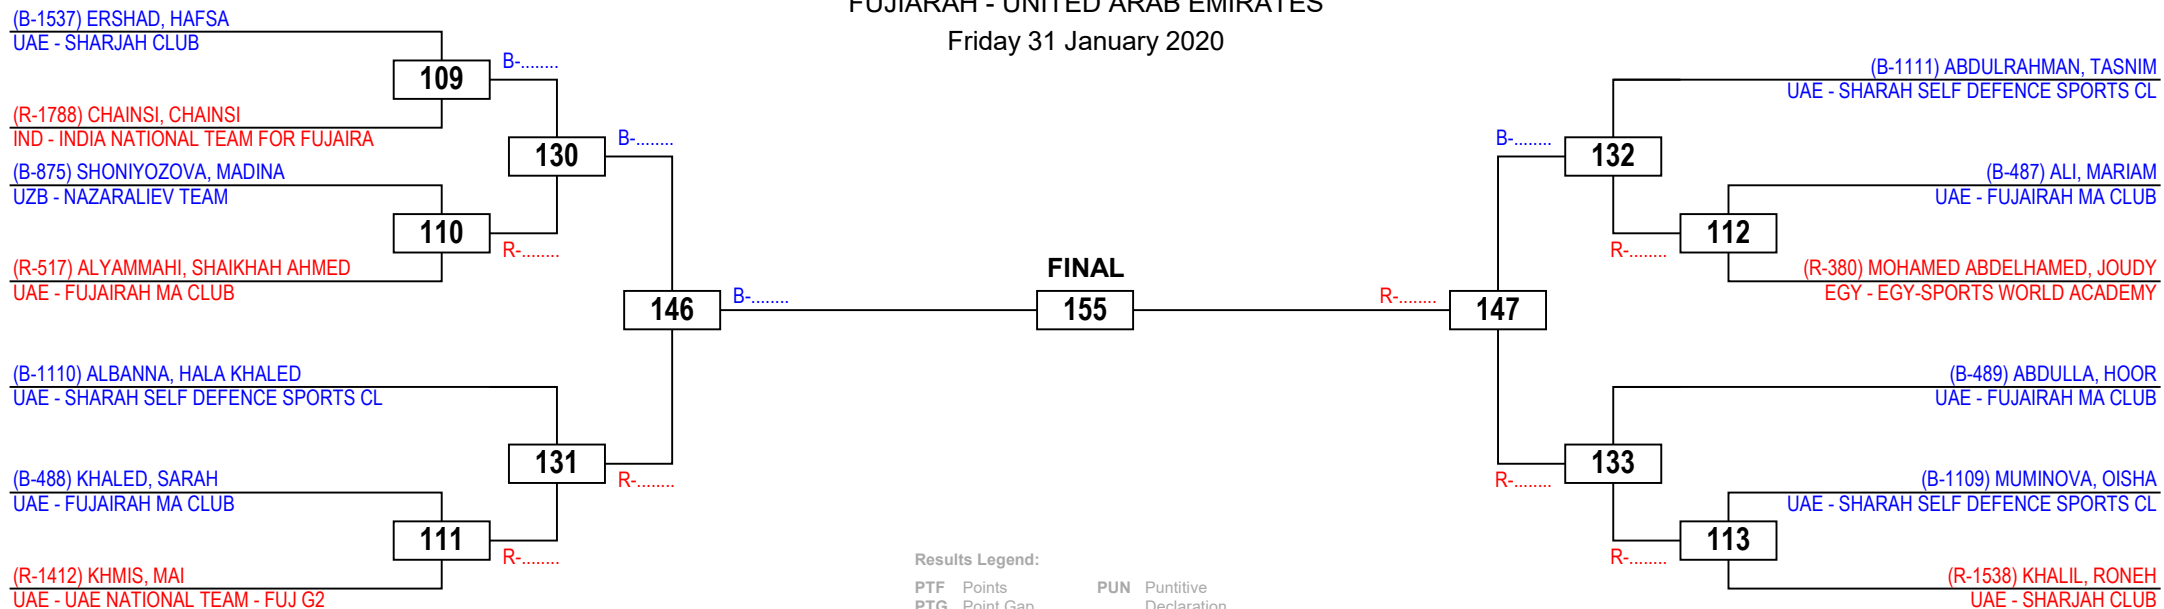 FUJIARAH - UNITED ARAB EMIRATES
Friday 31 January 2020
(B-1537) ERSHAD, HAFSA
UAE - SHARJAH CLUB
109
B-........
(R-1788) CHAINSI, CHAINSI
IND - INDIA NATIONAL TEAM FOR FUJAIRA
130
B-........
(B-875) SHONIYOZOVA, MADINA
UZB - NAZARALIEV TEAM
110
R-........
(R-517) ALYAMMAHI, SHAIKHAH AHMED
UAE - FUJAIRAH MA CLUB
146
B-........
(B-1110) ALBANNA, HALA KHALED
UAE - SHARAH SELF DEFENCE SPORTS CL
131
R-........
(B-488) KHALED, SARAH
UAE - FUJAIRAH MA CLUB
111
R-........
(R-1412) KHMIS, MAI
UAE - UAE NATIONAL TEAM - FUJ G2
FINAL
155
(B-1111) ABDULRAHMAN, TASNIM
UAE - SHARAH SELF DEFENCE SPORTS CL
B-........
132
(B-487) ALI, MARIAM
UAE - FUJAIRAH MA CLUB
R-........
112
(R-380) MOHAMED ABDELHAMED, JOUDY
EGY - EGY-SPORTS WORLD ACADEMY
R-........
147
(B-489) ABDULLA, HOOR
UAE - FUJAIRAH MA CLUB
R-........
133
(B-1109) MUMINOVA, OISHA
UAE - SHARAH SELF DEFENCE SPORTS CL
R-........
113
(R-1538) KHALIL, RONEH
UAE - SHARJAH CLUB
Results Legend:
PTF Points
PUN Puntitive
PTG Point Gap
Declaration